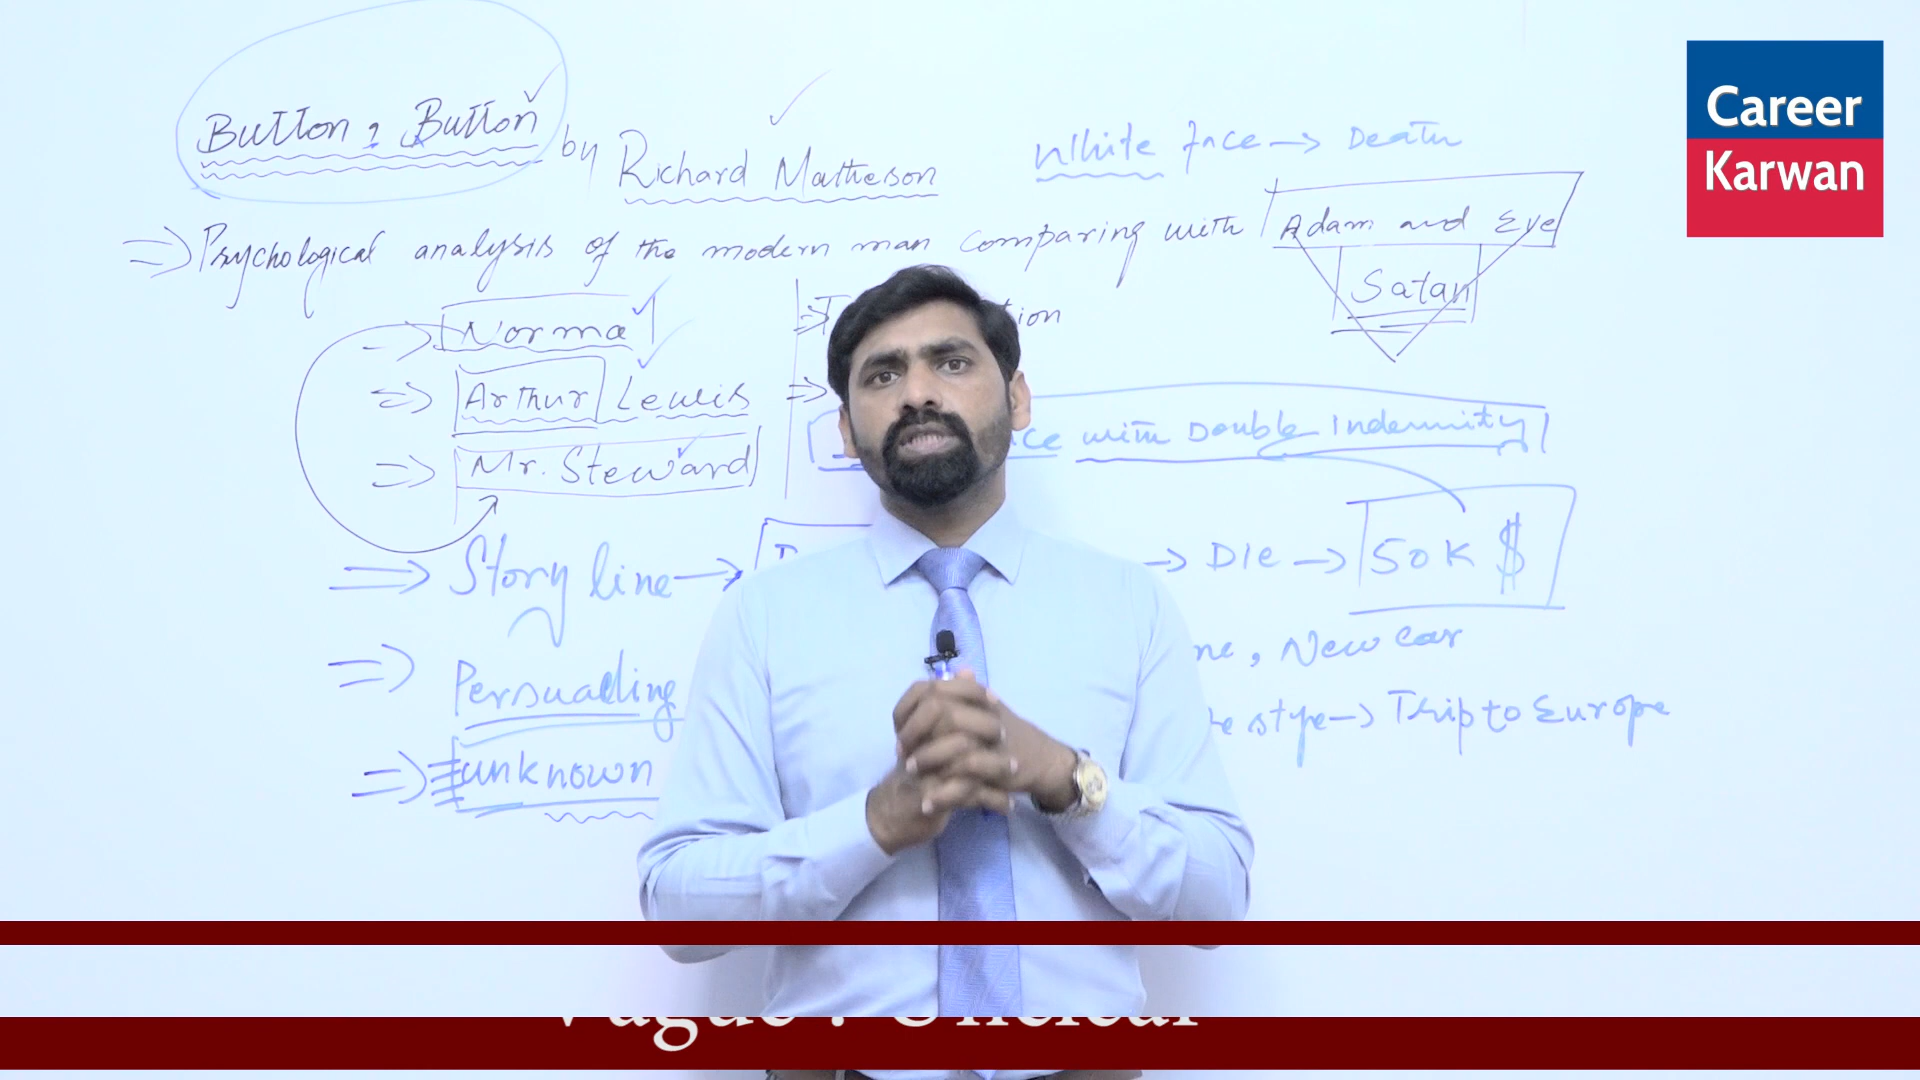 Button, Button by Richard Matheson
White face → Death
Career
Karwan
⇒ Psychological analysis of the modern man comparing with Adam and Eve
Satan
→ Norma
⇒ Arthur Lewis
⇒ Mr. Steward
with Double Indemnity
⇒ Story line →
→ Die → 50K $
⇒ Persuading
, New car
style → Trip to Europe
⇒ unknown
Vague : Unclear